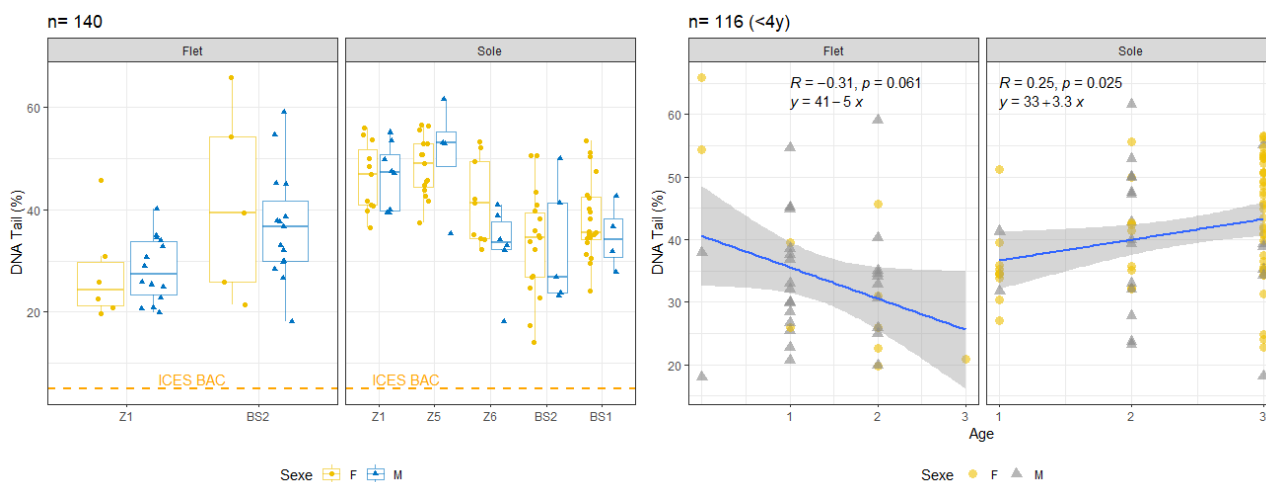 n= 140
Flet
Sole
DNA Tail (%)
60
40
20
ICES BAC
ICES BAC
Z1
BS2
Z1
Z5
Z6
BS2
BS1
Sexe F M
n= 116 (<4y)
Flet
Sole
R = −0.31, p = 0.061
y = 41 − 5 x
R = 0.25, p = 0.025
y = 33 + 3.3 x
DNA Tail (%)
60
50
40
30
20
1
2
3
1
2
3
Age
Sexe F M